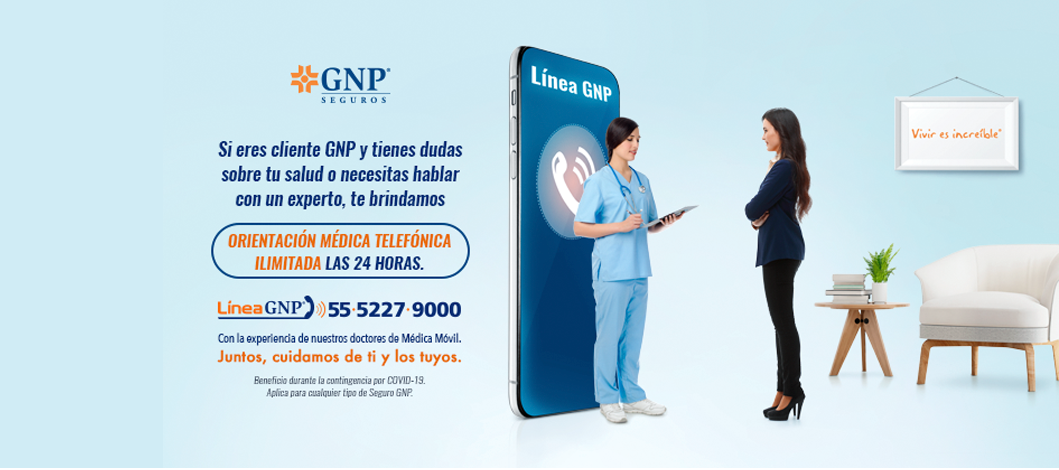 GNP®
SEGUROS
Si eres cliente GNP y tienes dudas
sobre tu salud o necesitas hablar
con un experto, te brindamos
ORIENTACIÓN MÉDICA TELEFÓNICA
ILIMITADA LAS 24 HORAS.
Línea GNP® 55·5227·9000
Con la experiencia de nuestros doctores de Médica Móvil.
Juntos, cuidamos de ti y los tuyos.
Beneficio durante la contingencia por COVID-19.
Aplica para cualquier tipo de Seguro GNP.
Línea GNP
Vivir es increíble®